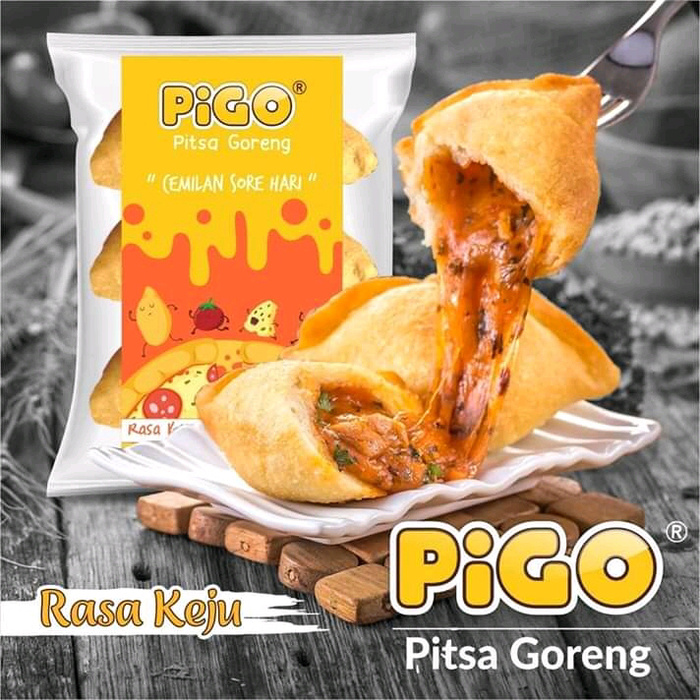 PiGO®
Pitsa Goreng
" CEMILAN SORE HARI "
Rasa
Rasa Keju
PiGO®
Pitsa Goreng